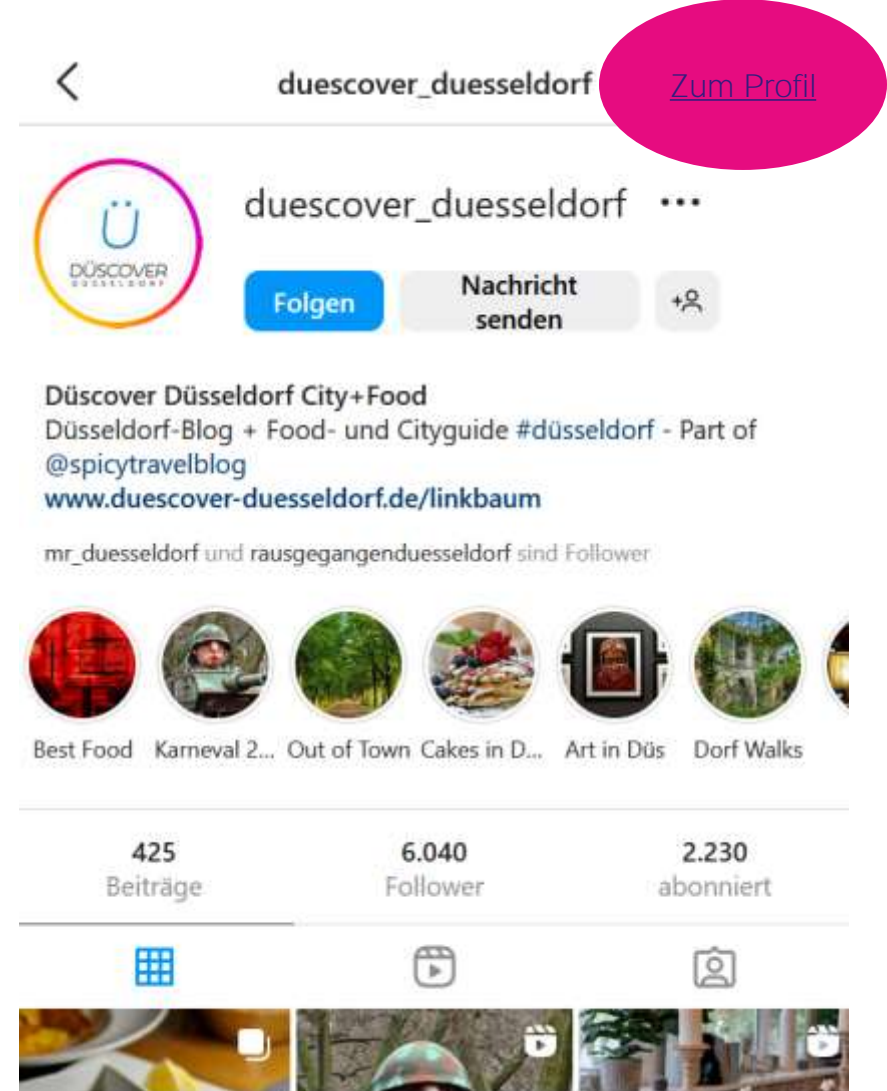 duescover_duesseldorf
Zum Profil
duescover_duesseldorf
Ü
DÜSCOVER
DÜSSELDORF
Folgen
Nachricht
senden
Düscover Düsseldorf City+Food
Düsseldorf-Blog + Food- und Cityguide #düsseldorf - Part of
@spicytravelblog
www.duescover-duesseldorf.de/linkbaum
mr_duesseldorf und rausgegangenduesseldorf sind Follower
Best Food Karneval 2... Out of Town Cakes in D... Art in Düs Dorf Walks
425 6.040 2.230
Beiträge Follower abonniert